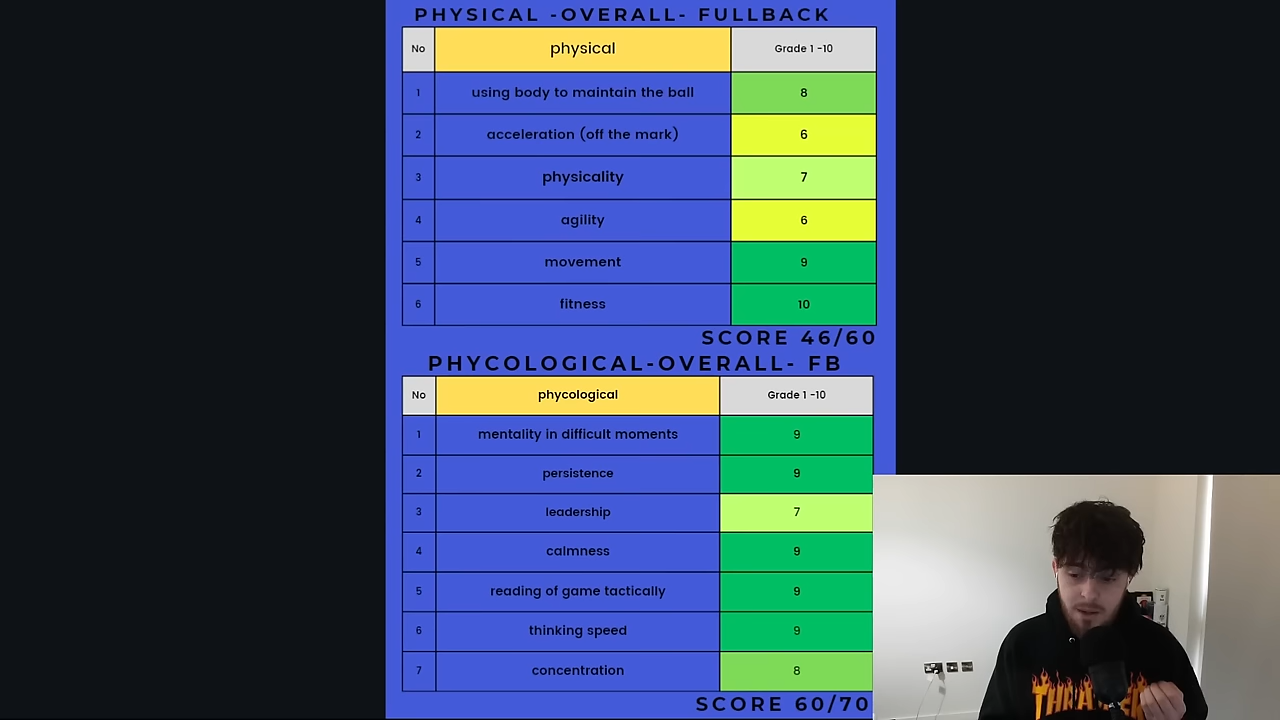 PHYSICAL -OVERALL- FULLBACK
No physical Grade 1 -10
1 using body to maintain the ball 8
2 acceleration (off the mark) 6
3 physicality 7
4 agility 6
5 movement 9
6 fitness 10
SCORE 46/60
PHYCOLOGICAL-OVERALL- FB
No phycological Grade 1 -10
1 mentality in difficult moments 9
2 persistence 9
3 leadership 7
4 calmness 9
5 reading of game tactically 9
6 thinking speed 9
7 concentration 8
SCORE 60/70